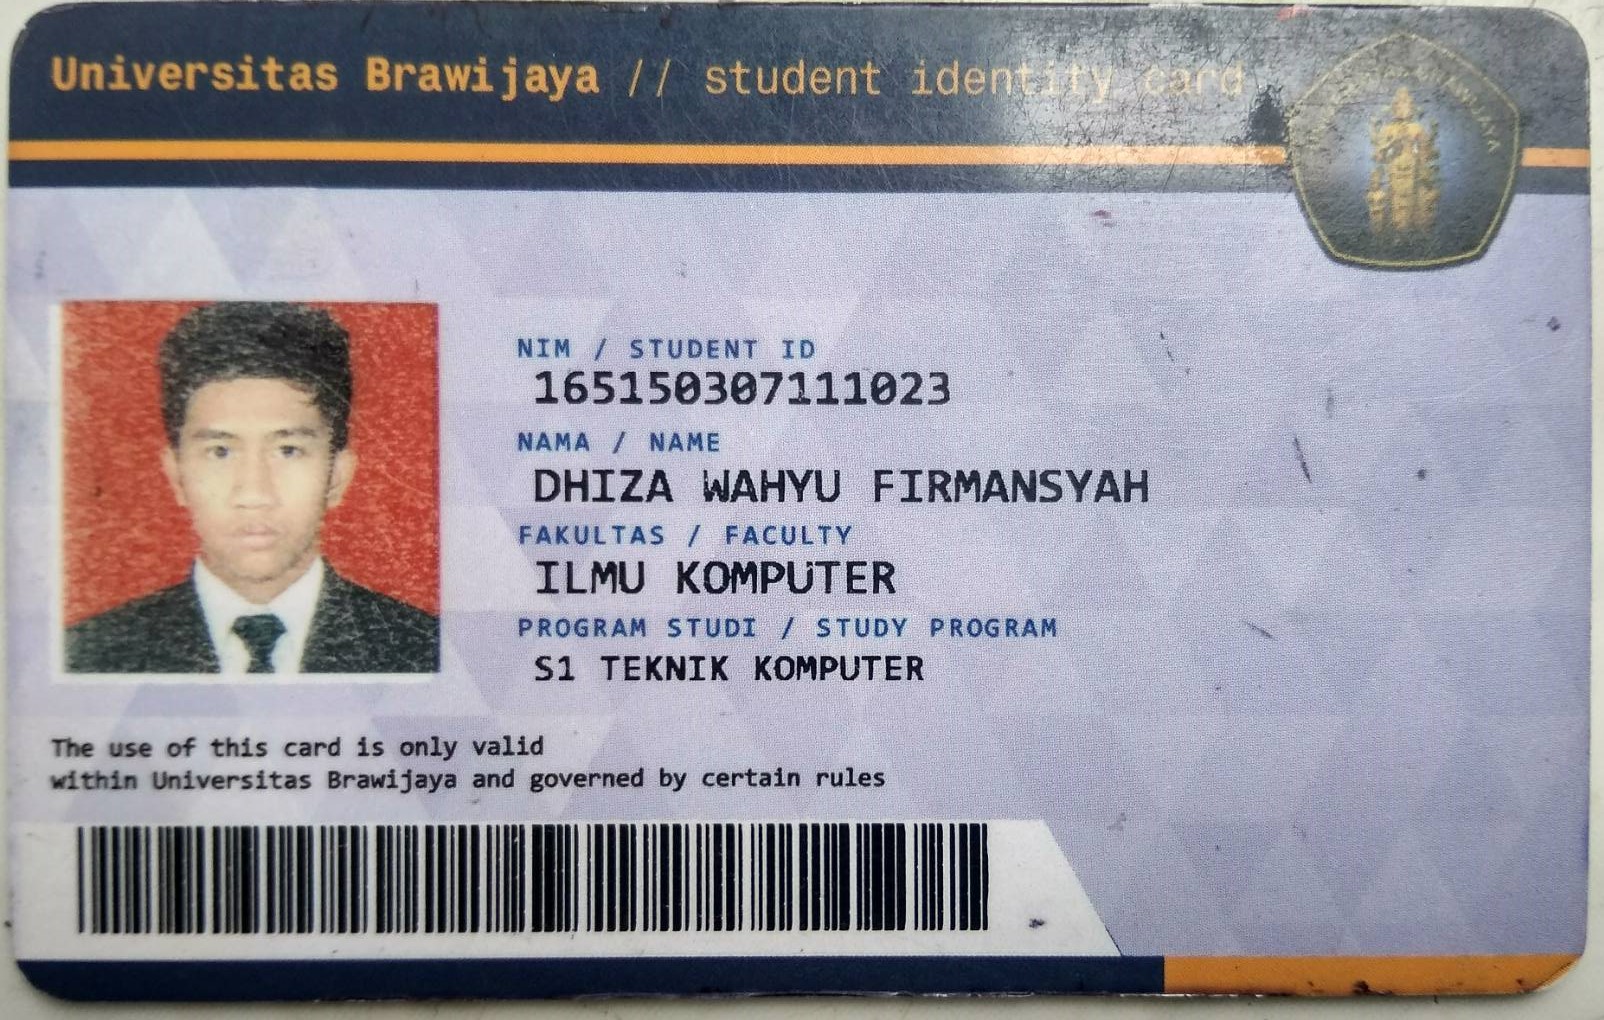 Universitas Brawijaya // student identity card
NIM / STUDENT ID
165150307111023
NAMA / NAME
DHIZA WAHYU FIRMANSYAH
FAKULTAS / FACULTY
ILMU KOMPUTER
PROGRAM STUDI / STUDY PROGRAM
S1 TEKNIK KOMPUTER
The use of this card is only valid
within Universitas Brawijaya and governed by certain rules